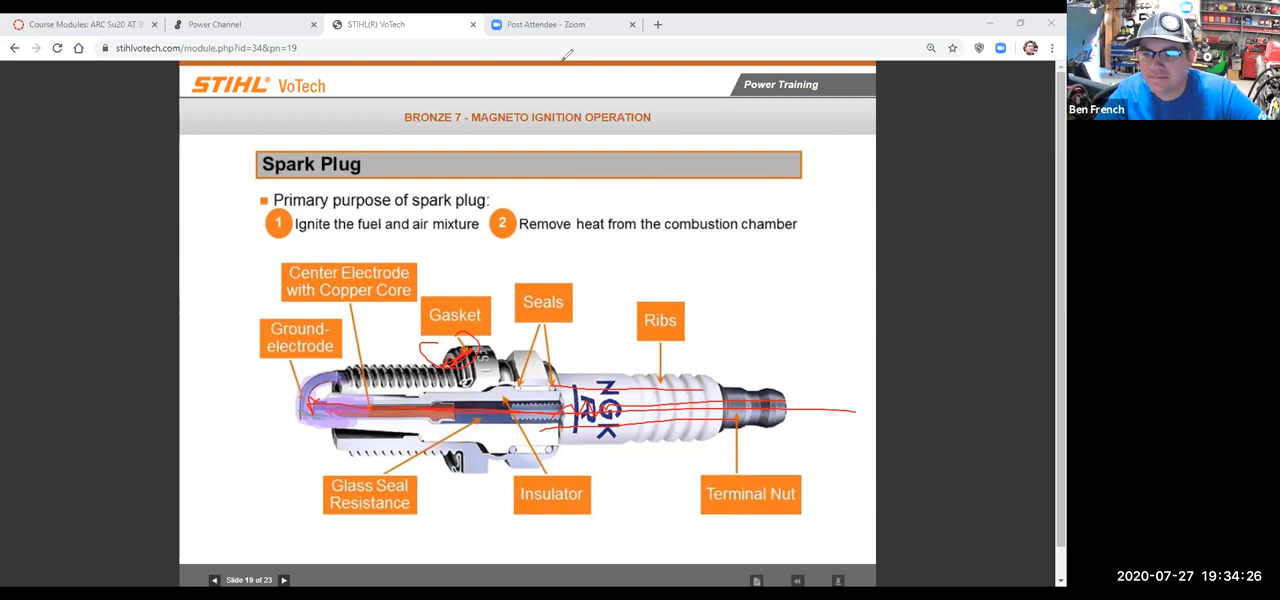 Course Modules: ARC Su20 AT 3
Power Channel
STIHL(R) VoTech
Post Attendee - Zoom
stihlvotech.com/module.php?id=34&pn=19
STIHL VoTech
Power Training
BRONZE 7 - MAGNETO IGNITION OPERATION
Spark Plug
Primary purpose of spark plug:
1 Ignite the fuel and air mixture 2 Remove heat from the combustion chamber
Center Electrode
with Copper Core
Gasket
Seals
Ribs
Ground-
electrode
NGK
R
Glass Seal
Resistance
Insulator
Terminal Nut
Slide 19 of 23
Ben French
2020-07-27 19:34:26